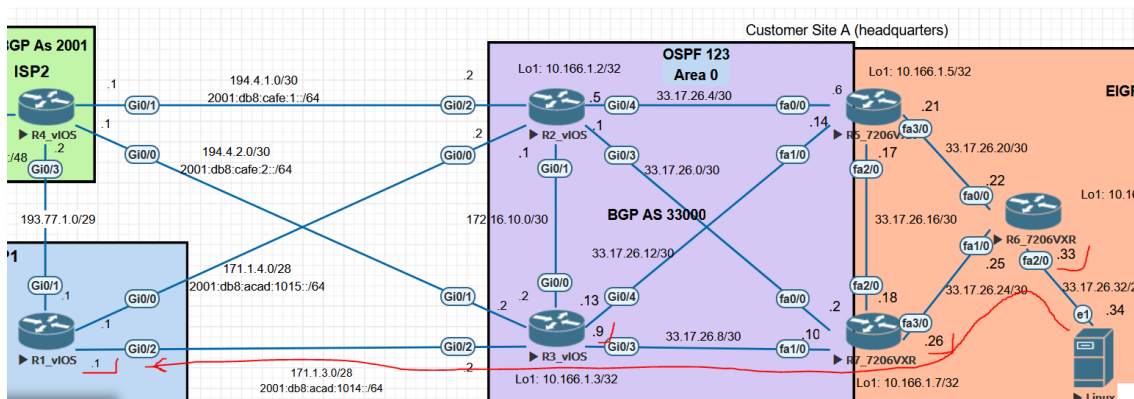 Customer Site A (headquarters)
BGP As 2001
ISP2
.1
Gi0/1
194.4.1.0/30
2001:db8:cafe:1::/64
.2
Gi0/2
R4_vIOS
.2
.1
Gi0/0
194.4.2.0/30
2001:db8:cafe:2::/64
::/48
Gi0/3
193.77.1.0/29
Lo1: 10.166.1.2/32
OSPF 123
Area 0
Lo1: 10.166.1.5/32
EIGP
.5
Gi0/4
33.17.26.4/30
fa0/0
.6
R2_vIOS
.2
Gi0/0
.1
Gi0/3
33.17.26.0/30
.14
fa1/0
R5_7206VXR
fa3/0
.21
33.17.26.20/30
.1
Gi0/1
.17
fa2/0
fa0/0
.22
Lo1: 10.16
172.16.10.0/30
BGP AS 33000
33.17.26.16/30
R6_7206VXR
33.17.26.12/30
fa1/0
.25
fa2/0
.33
P1
Gi0/1
.1
Gi0/0
.1
171.1.4.0/28
2001:db8:acad:1015::/64
Gi0/1
.2
.2
Gi0/0
.13
Gi0/4
fa0/0
.2
fa2/0
.18
33.17.26.24/30
33.17.26.32/2
e1
.34
R1_vIOS
.1
Gi0/2
Gi0/2
.2
R3_vIOS
.9
Gi0/3
33.17.26.8/30
.10
fa1/0
R7_7206VXR
fa3/0
.26
171.1.3.0/28
2001:db8:acad:1014::/64
Lo1: 10.166.1.3/32
Lo1: 10.166.1.7/32
Linux